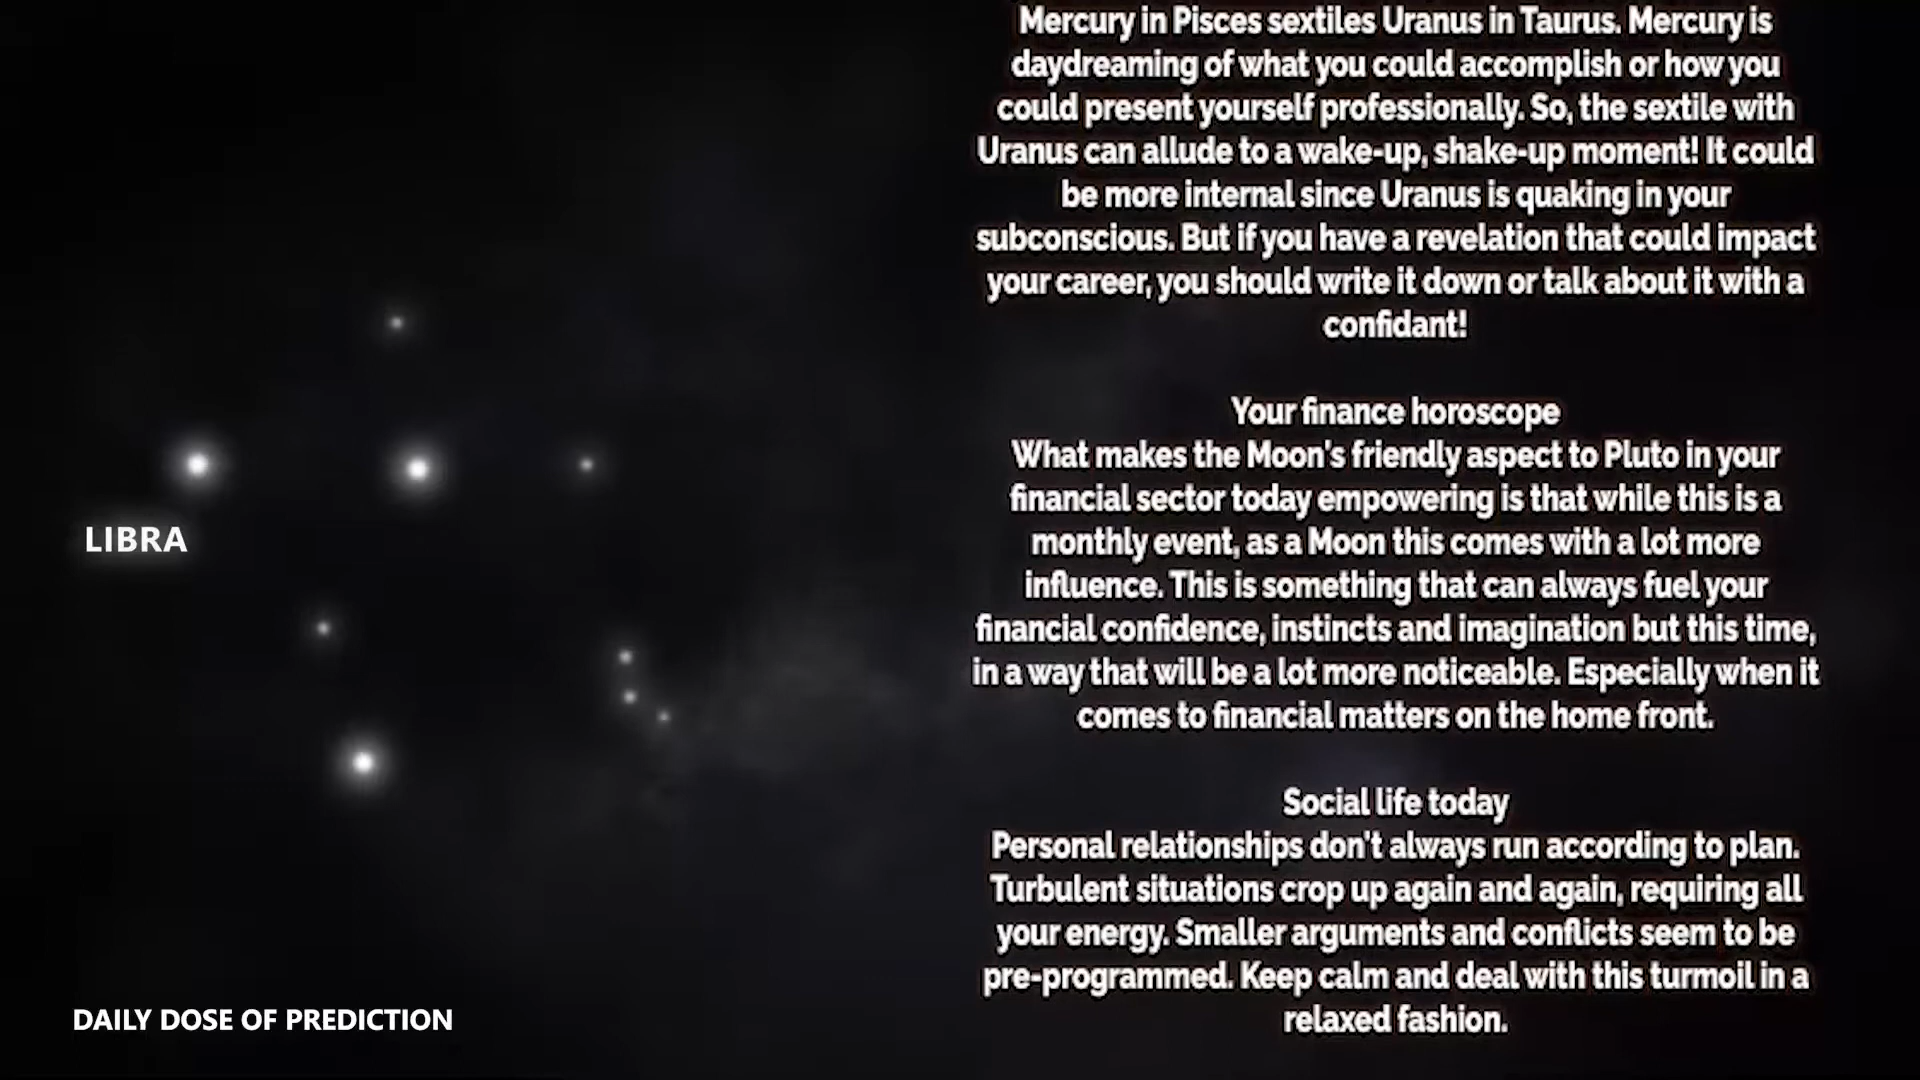 Mercury in Pisces sextiles Uranus in Taurus. Mercury is
daydreaming of what you could accomplish or how you
could present yourself professionally. So, the sextile with
Uranus can allude to a wake-up, shake-up moment! It could
be more internal since Uranus is quaking in your
subconscious. But if you have a revelation that could impact
your career, you should write it down or talk about it with a
confidant!
Your finance horoscope
What makes the Moon's friendly aspect to Pluto in your
financial sector today empowering is that while this is a
monthly event, as a Moon this comes with a lot more
influence. This is something that can always fuel your
financial confidence, instincts and imagination but this time,
in a way that will be a lot more noticeable. Especially when it
comes to financial matters on the home front.
Social life today
Personal relationships don't always run according to plan.
Turbulent situations crop up again and again, requiring all
your energy. Smaller arguments and conflicts seem to be
pre-programmed. Keep calm and deal with this turmoil in a
relaxed fashion.
LIBRA
DAILY DOSE OF PREDICTION